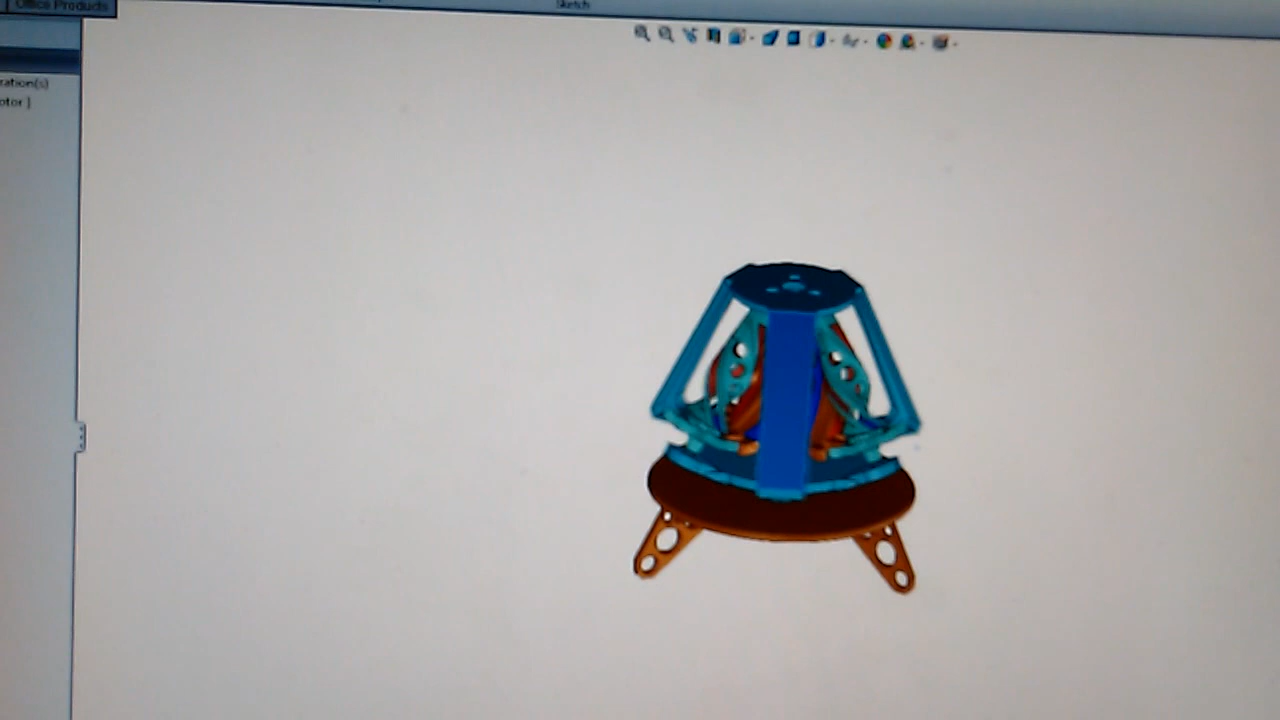 Office Products
Sketch
ration(s)
otor ]